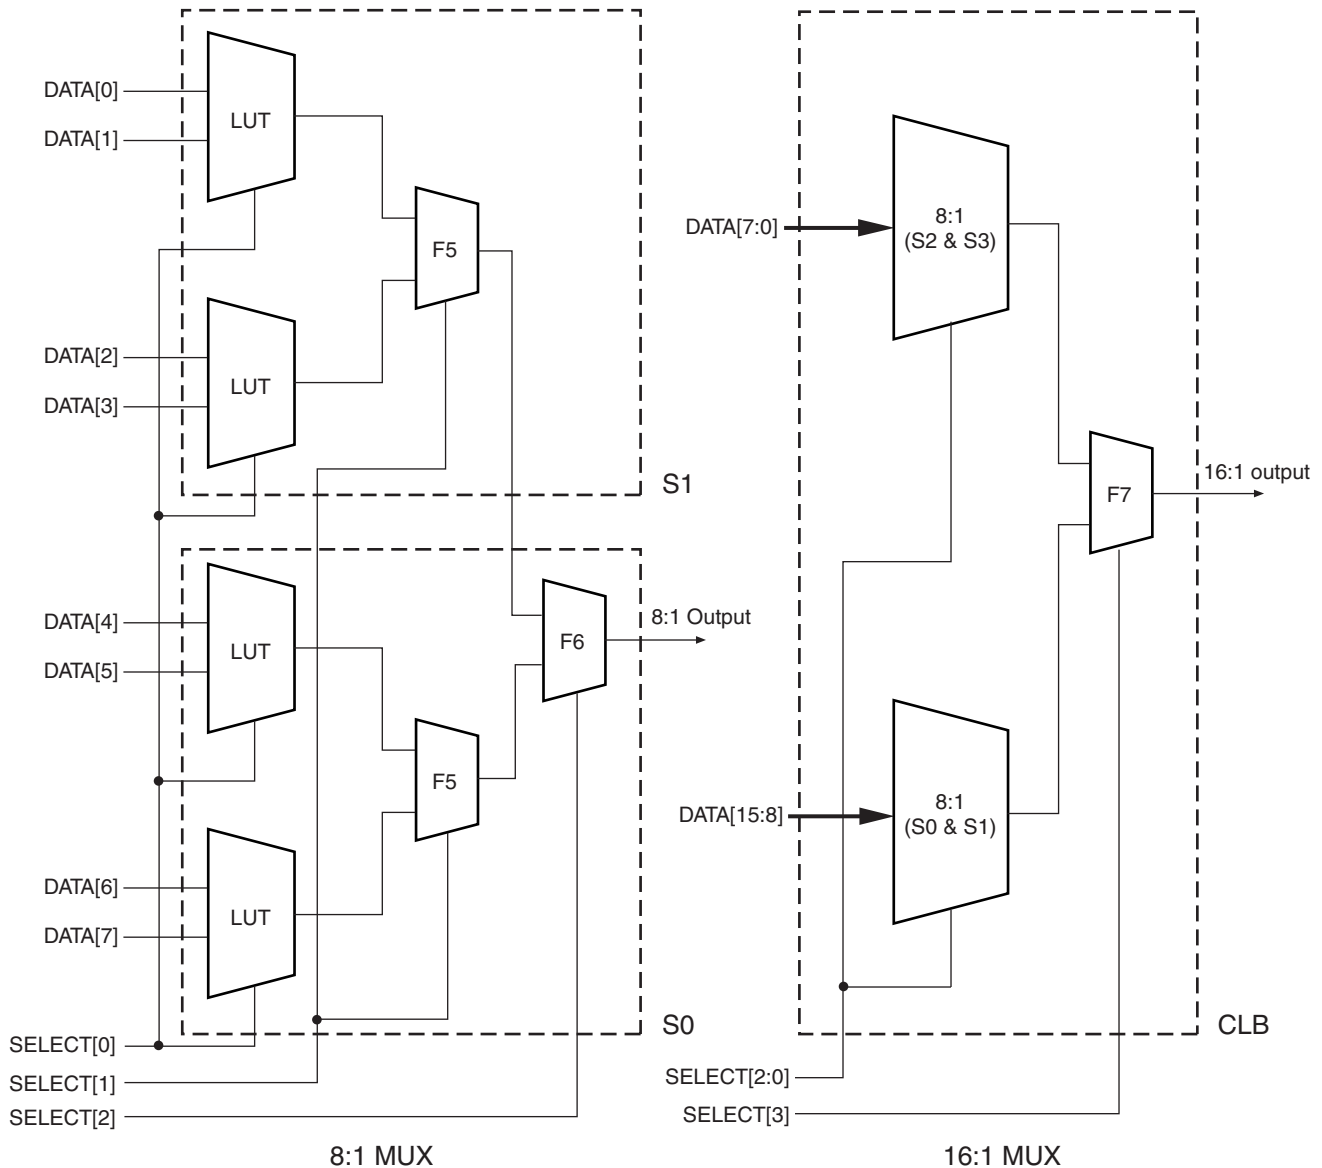 DATA[0]
DATA[1]
LUT
F5
DATA[2]
DATA[3]
LUT
S1
DATA[4]
DATA[5]
LUT
F6
8:1 Output
F5
DATA[6]
DATA[7]
LUT
S0
SELECT[0]
SELECT[1]
SELECT[2]
8:1 MUX
DATA[7:0]
8:1
(S2 & S3)
F7
16:1 output
DATA[15:8]
8:1
(S0 & S1)
CLB
SELECT[2:0]
SELECT[3]
16:1 MUX